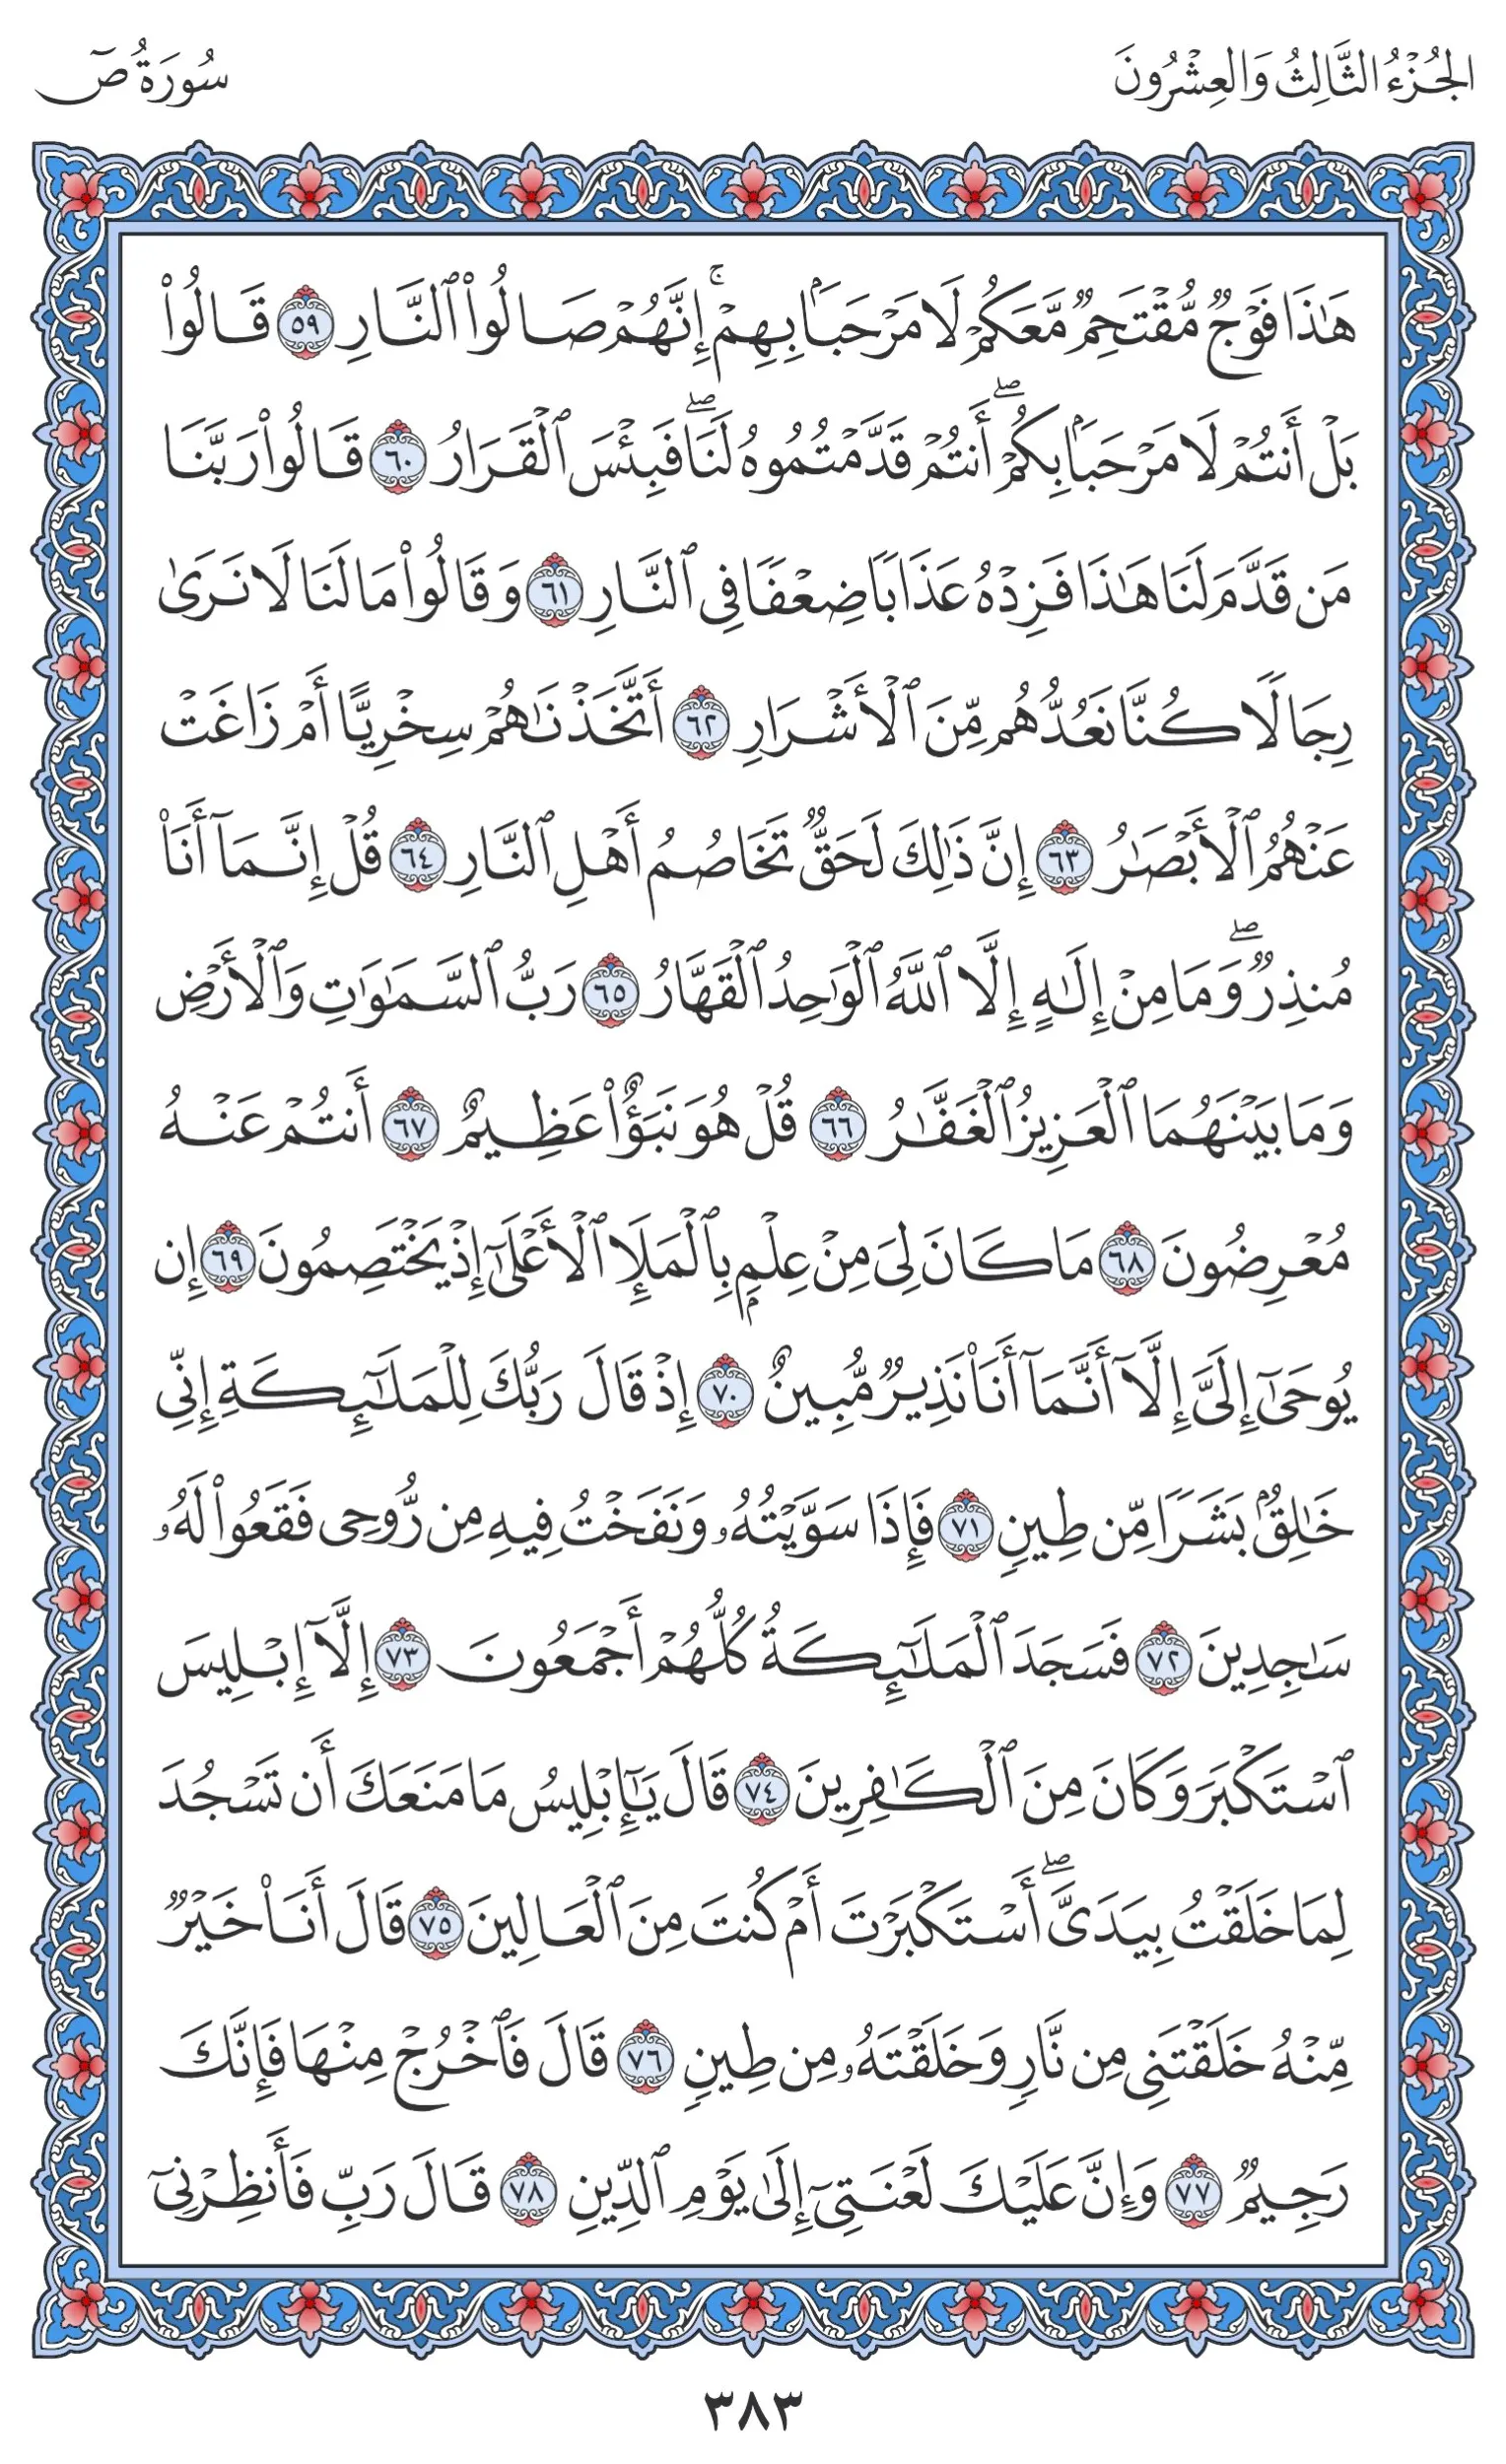 الجُزْءُ الثَّالِثُ وَالعِشْرُونَ
سُورَةُ صٓ
هَٰذَا فَوْجٌ مُّقْتَحِمٌ مَّعَكُمْ لَا مَرْحَبَۢا بِهِمْ ۚ إِنَّهُمْ صَالُوا۟ ٱلنَّارِ ٥٩ قَالُوا۟
بَلْ أَنتُمْ لَا مَرْحَبَۢا بِكُمْ ۖ أَنتُمْ قَدَّمْتُمُوهُ لَنَا ۖ فَبِئْسَ ٱلْقَرَارُ ٦٠ قَالُوا۟ رَبَّنَا
مَن قَدَّمَ لَنَا هَٰذَا فَزِدْهُ عَذَابًا ضِعْفًا فِى ٱلنَّارِ ٦١ وَقَالُوا۟ مَا لَنَا لَا نَرَىٰ
رِجَالًا كُنَّا نَعُدُّهُم مِّنَ ٱلْأَشْرَارِ ٦٢ أَتَّخَذْنَٰهُمْ سِخْرِيًّا أَمْ زَاغَتْ
عَنْهُمُ ٱلْأَبْصَٰرُ ٦٣ إِنَّ ذَٰلِكَ لَحَقٌّ تَخَاصُمُ أَهْلِ ٱلنَّارِ ٦٤ قُلْ إِنَّمَآ أَنَا۠
مُنذِرٌ ۖ وَمَا مِنْ إِلَٰهٍ إِلَّا ٱللَّهُ ٱلْوَٰحِدُ ٱلْقَهَّارُ ٦٥ رَبُّ ٱلسَّمَٰوَٰتِ وَٱلْأَرْضِ
وَمَا بَيْنَهُمَا ٱلْعَزِيزُ ٱلْغَفَّٰرُ ٦٦ قُلْ هُوَ نَبَؤٌا۟ عَظِيمٌ ٦٧ أَنتُمْ عَنْهُ
مُعْرِضُونَ ٦٨ مَا كَانَ لِىَ مِنْ عِلْمٍۭ بِٱلْمَلَإِ ٱلْأَعْلَىٰٓ إِذْ يَخْتَصِمُونَ ٦٩ إِن
يُوحَىٰٓ إِلَىَّ إِلَّآ أَنَّمَآ أَنَا۠ نَذِيرٌ مُّبِينٌ ٧٠ إِذْ قَالَ رَبُّكَ لِلْمَلَٰٓئِكَةِ إِنِّى
خَٰلِقٌۢ بَشَرًا مِّن طِينٍ ٧١ فَإِذَا سَوَّيْتُهُۥ وَنَفَخْتُ فِيهِ مِن رُّوحِى فَقَعُوا۟ لَهُۥ
سَٰجِدِينَ ٧٢ فَسَجَدَ ٱلْمَلَٰٓئِكَةُ كُلُّهُمْ أَجْمَعُونَ ٧٣ إِلَّآ إِبْلِيسَ
ٱسْتَكْبَرَ وَكَانَ مِنَ ٱلْكَٰفِرِينَ ٧٤ قَالَ يَٰٓإِبْلِيسُ مَا مَنَعَكَ أَن تَسْجُدَ
لِمَا خَلَقْتُ بِيَدَىَّ ۖ أَسْتَكْبَرْتَ أَمْ كُنتَ مِنَ ٱلْعَالِينَ ٧٥ قَالَ أَنَا۠ خَيْرٌ
مِّنْهُ خَلَقْتَنِى مِن نَّارٍ وَخَلَقْتَهُۥ مِن طِينٍ ٧٦ قَالَ فَٱخْرُجْ مِنْهَا فَإِنَّكَ
رَجِيمٌ ٧٧ وَإِنَّ عَلَيْكَ لَعْنَتِىٓ إِلَىٰ يَوْمِ ٱلدِّينِ ٧٨ قَالَ رَبِّ فَأَنظِرْنِىٓ
٣٨٣